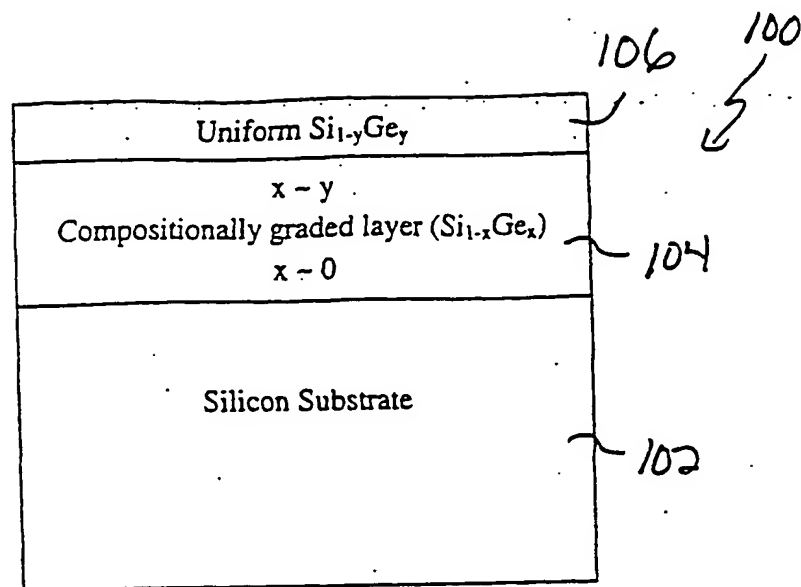 106
100
Uniform Si₁₋yGey
x ~ y
Compositionally graded layer (Si₁₋ₓGeₓ)
104
x ~ 0
Silicon Substrate
102